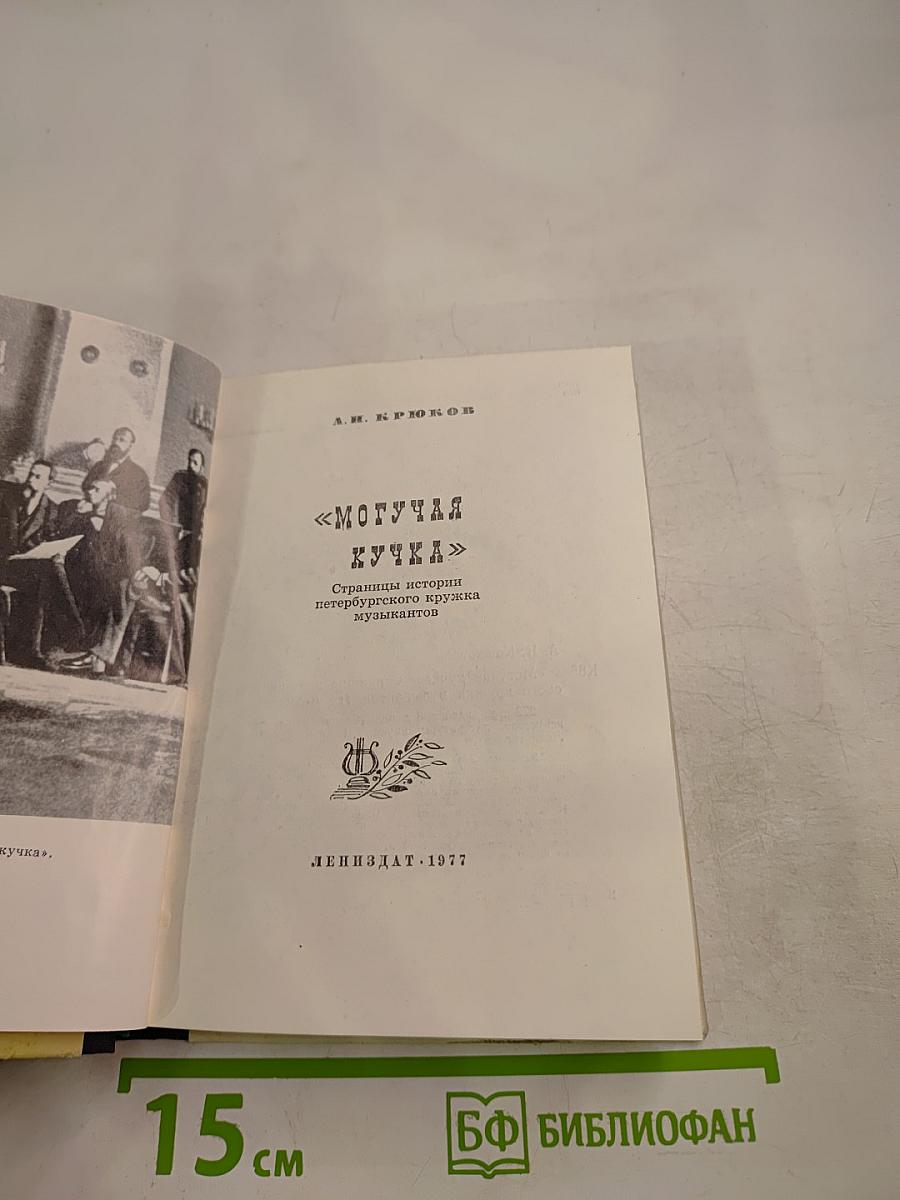 А. Н. КРЮКОВ
«МОГУЧАЯ
КУЧКА»
Страницы истории
петербургского кружка
музыкантов
ЛЕНИЗДАТ · 1977
кучка».
15 см
БФ БИБЛИОФАН